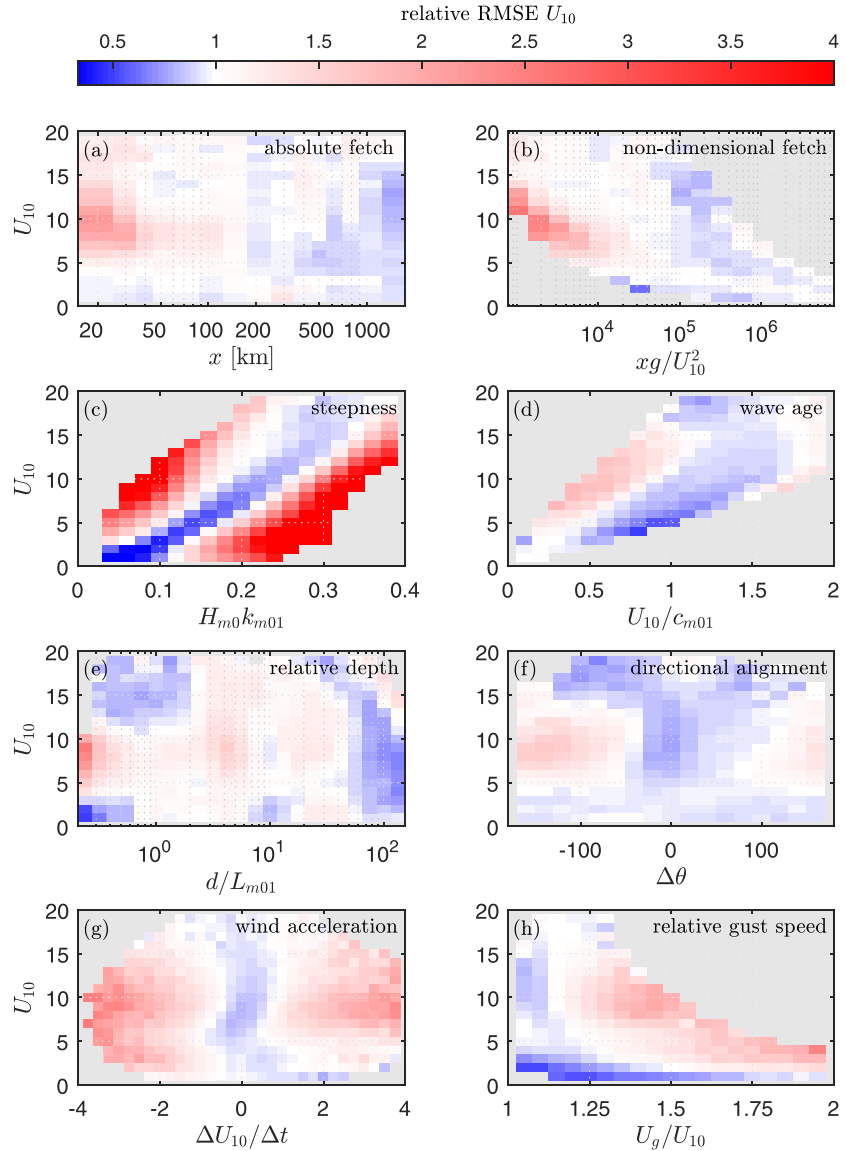 relative RMSE U10
0.5 1 1.5 2 2.5 3 3.5 4
(a) absolute fetch
20
15
10
5
0
U10
20 50 100 200 500 1000
x [km]
(b) non-dimensional fetch
20
15
10
5
0
10^4 10^5 10^6
xg/U10^2
(c) steepness
20
15
10
5
0
U10
0 0.1 0.2 0.3 0.4
Hm0km01
(d) wave age
20
15
10
5
0
0 0.5 1 1.5 2
U10/cm01
(e) relative depth
20
15
10
5
0
U10
10^0 10^1 10^2
d/Lm01
(f) directional alignment
20
15
10
5
0
-100 0 100
Δθ
(g) wind acceleration
20
15
10
5
0
U10
-4 -2 0 2 4
ΔU10/Δt
(h) relative gust speed
20
15
10
5
0
1 1.25 1.5 1.75 2
Ug/U10